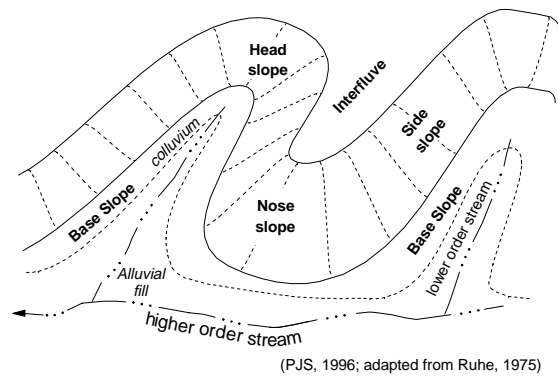 Head
slope
Interfluve
Side
slope
colluvium
Base Slope
Nose
slope
Base Slope
lower order stream
Alluvial
fill
higher order stream
(PJS, 1996; adapted from Ruhe, 1975)